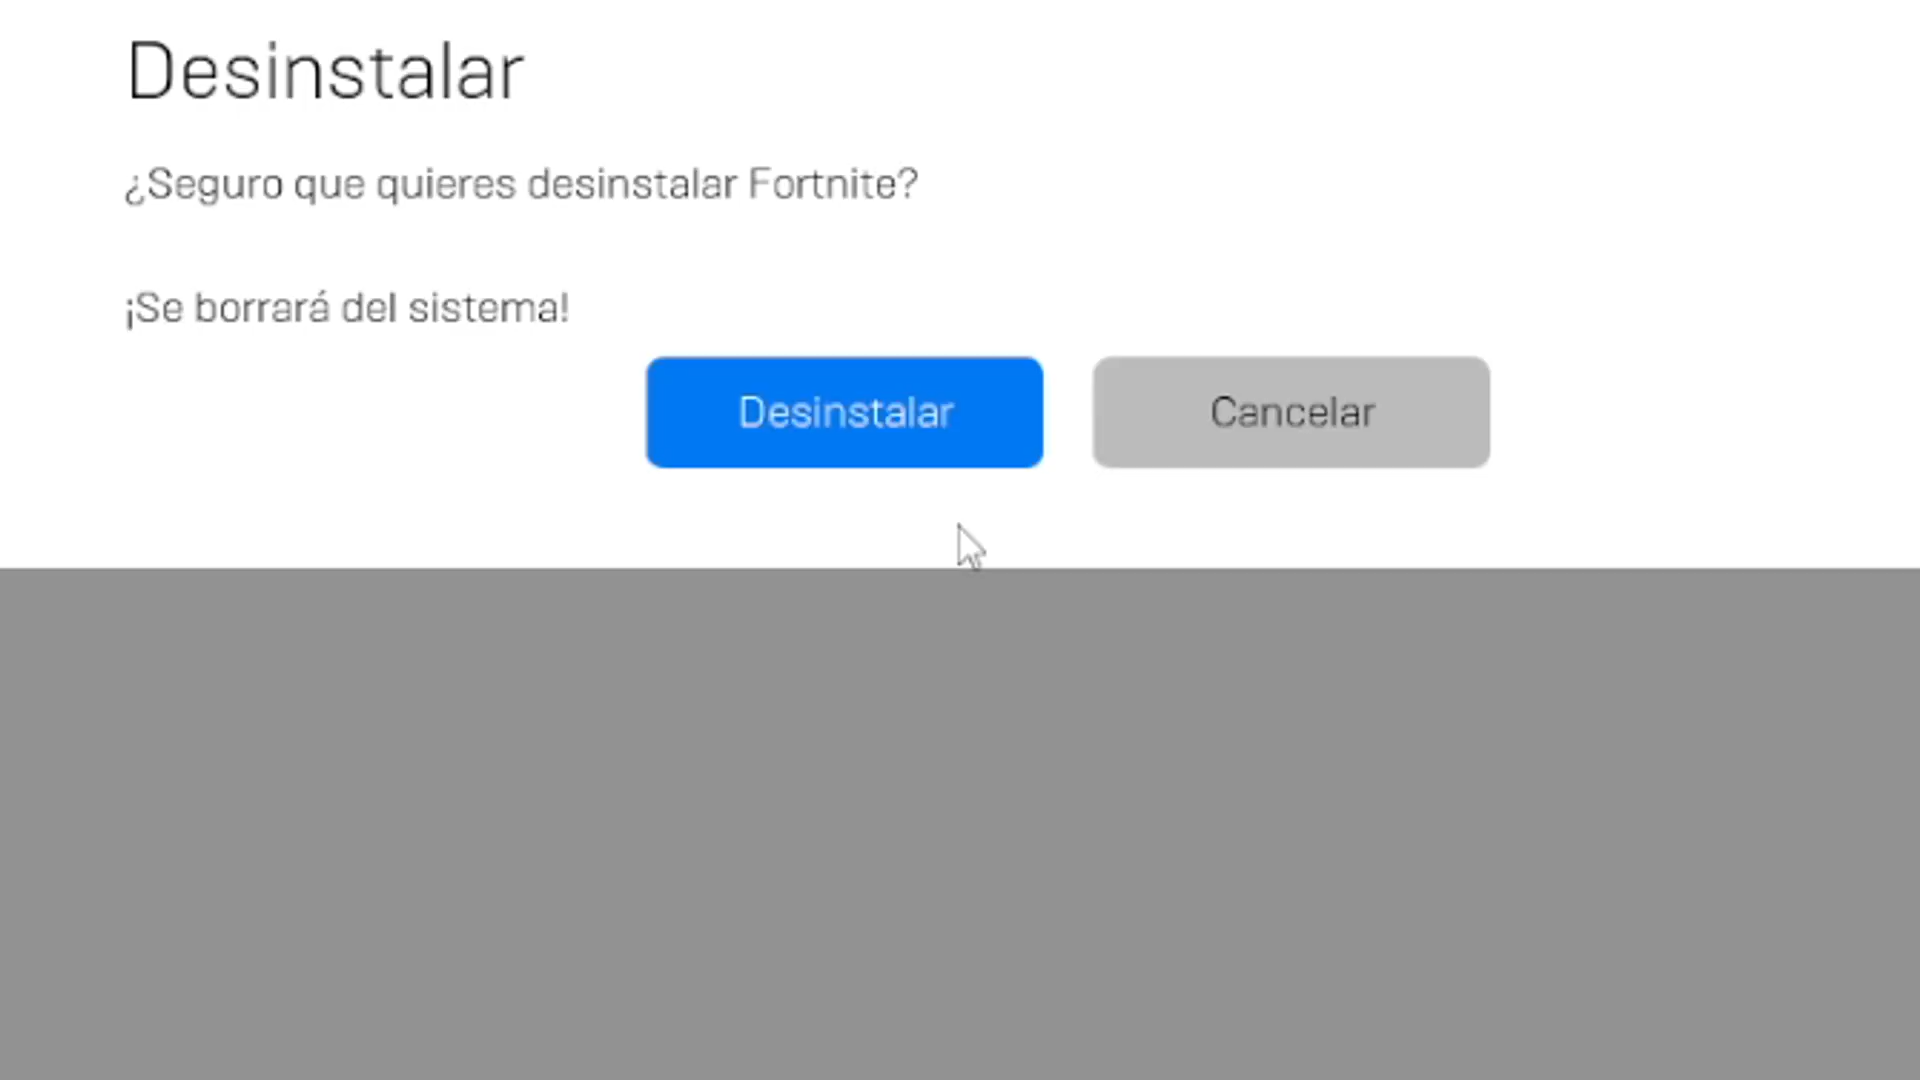 Desinstalar
¿Seguro que quieres desinstalar Fortnite?
¡Se borrará del sistema!
Desinstalar
Cancelar